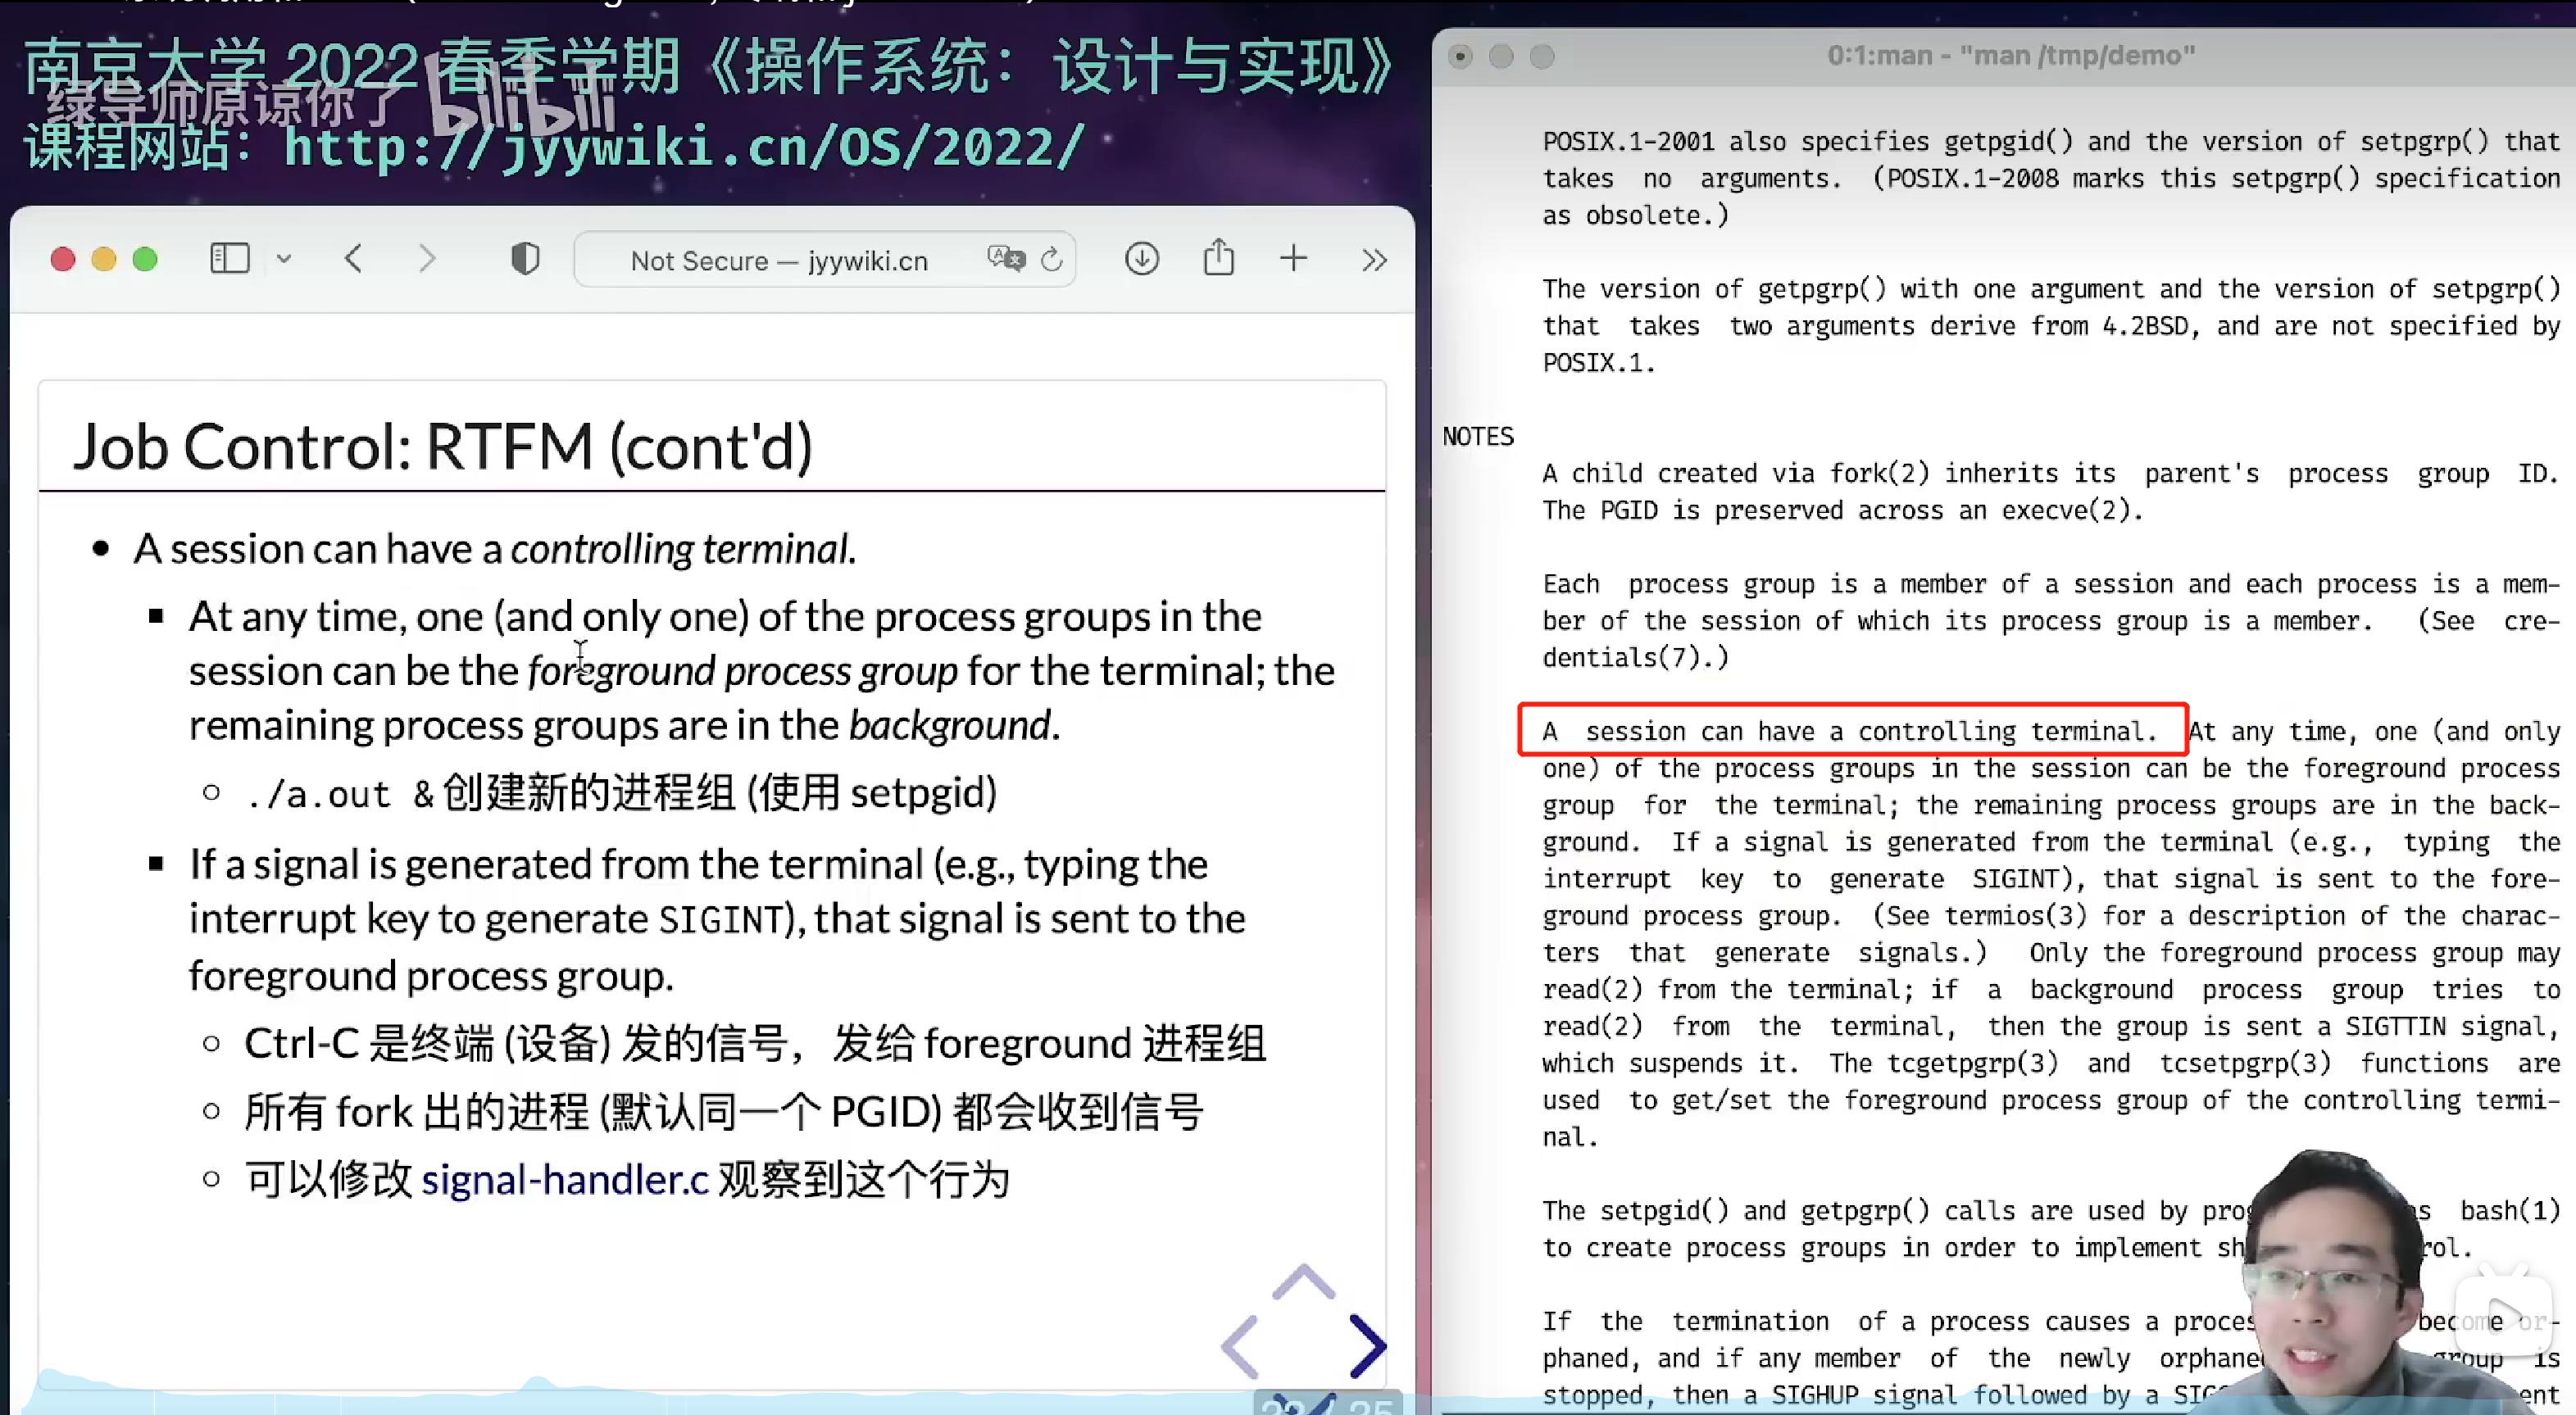 南京大学 2022 春季学期《操作系统：设计与实现》
绿导师原谅你了 bilibili
课程网站：http://jyywiki.cn/OS/2022/
Not Secure — jyywiki.cn
Job Control: RTFM (cont'd)
A session can have a controlling terminal.
At any time, one (and only one) of the process groups in the
session can be the foreground process group for the terminal; the
remaining process groups are in the background.
./a.out &创建新的进程组 (使用 setpgid)
If a signal is generated from the terminal (e.g., typing the
interrupt key to generate SIGINT), that signal is sent to the
foreground process group.
Ctrl-C 是终端 (设备) 发的信号，发给 foreground 进程组
所有 fork 出的进程 (默认同一个 PGID) 都会收到信号
可以修改 signal-handler.c 观察到这个行为
0:1:man - "man /tmp/demo"
POSIX.1-2001 also specifies getpgid() and the version of setpgrp() that
takes no arguments. (POSIX.1-2008 marks this setpgrp() specification
as obsolete.)
The version of getpgrp() with one argument and the version of setpgrp()
that takes two arguments derive from 4.2BSD, and are not specified by
POSIX.1.
NOTES
A child created via fork(2) inherits its parent's process group ID.
The PGID is preserved across an execve(2).
Each process group is a member of a session and each process is a mem-
ber of the session of which its process group is a member. (See cre-
dentials(7).)
A session can have a controlling terminal. At any time, one (and only
one) of the process groups in the session can be the foreground process
group for the terminal; the remaining process groups are in the back-
ground. If a signal is generated from the terminal (e.g., typing the
interrupt key to generate SIGINT), that signal is sent to the fore-
ground process group. (See termios(3) for a description of the charac-
ters that generate signals.) Only the foreground process group may
read(2) from the terminal; if a background process group tries to
read(2) from the terminal, then the group is sent a SIGTTIN signal,
which suspends it. The tcgetpgrp(3) and tcsetpgrp(3) functions are
used to get/set the foreground process group of the controlling termi-
nal.
The setpgid() and getpgrp() calls are used by bash(1)
to create process groups in order to implement
If the termination of a process causes a become or-
phaned, and if any member of the newly is
stopped, then a SIGHUP signal followed by a